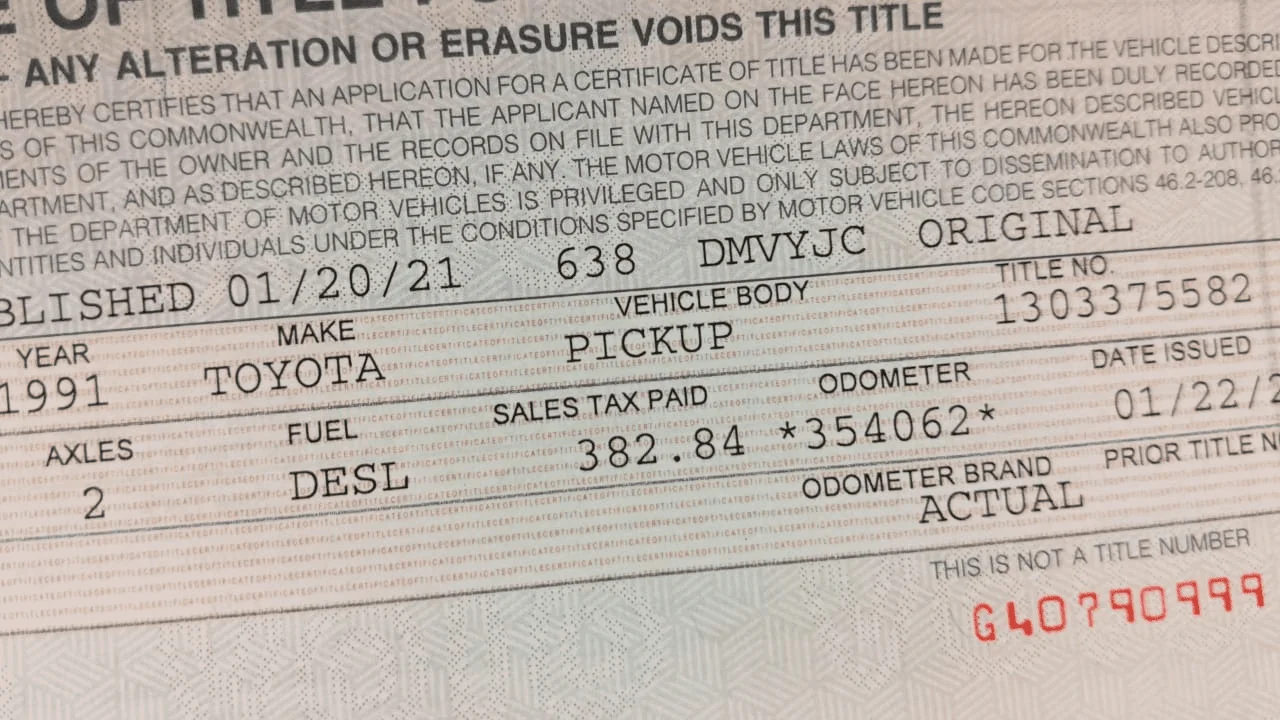 OF TITLE
ANY ALTERATION OR ERASURE VOIDS THIS TITLE
HEREBY CERTIFIES THAT AN APPLICATION FOR A CERTIFICATE OF TITLE HAS BEEN MADE FOR THE VEHICLE DESCRI
S OF THIS COMMONWEALTH, THAT THE APPLICANT NAMED ON THE FACE HEREON HAS BEEN DULY RECORDED
MENTS OF THE OWNER AND THE RECORDS ON FILE WITH THIS DEPARTMENT, THE HEREON DESCRIBED VEHICL
ARTMENT, AND AS DESCRIBED HEREON, IF ANY. THE MOTOR VEHICLE LAWS OF THIS COMMONWEALTH ALSO PRO
THE DEPARTMENT OF MOTOR VEHICLES IS PRIVILEGED AND ONLY SUBJECT TO DISSEMINATION TO AUTHOR
NTITIES AND INDIVIDUALS UNDER THE CONDITIONS SPECIFIED BY MOTOR VEHICLE CODE SECTIONS 46.2-208, 46.
BLISHED 01/20/21 638 DMVYJC ORIGINAL
YEAR MAKE VEHICLE BODY TITLE NO.
1991 TOYOTA PICKUP 1303375582
AXLES FUEL SALES TAX PAID ODOMETER DATE ISSUED
2 DESL 382.84 *354062* 01/22/2
ODOMETER BRAND PRIOR TITLE N
ACTUAL
THIS IS NOT A TITLE NUMBER
G40790999